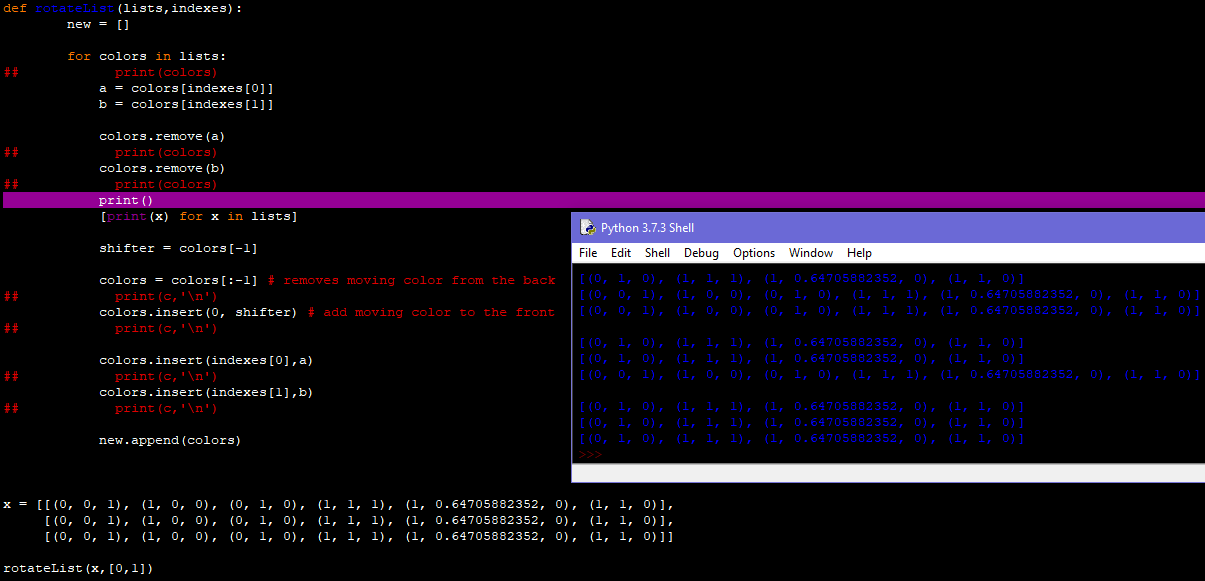 def rotateList(lists,indexes):
new = []
for colors in lists:
## print(colors)
a = colors[indexes[0]]
b = colors[indexes[1]]
colors.remove(a)
## print(colors)
colors.remove(b)
## print(colors)
print()
[print(x) for x in lists]
shifter = colors[-1]
colors = colors[:-1] # removes moving color from the back
## print(c,'\n')
colors.insert(0, shifter) # add moving color to the front
## print(c,'\n')
colors.insert(indexes[0],a)
## print(c,'\n')
colors.insert(indexes[1],b)
## print(c,'\n')
new.append(colors)
x = [[(0, 0, 1), (1, 0, 0), (0, 1, 0), (1, 1, 1), (1, 0.64705882352, 0), (1, 1, 0)],
[(0, 0, 1), (1, 0, 0), (0, 1, 0), (1, 1, 1), (1, 0.64705882352, 0), (1, 1, 0)],
[(0, 0, 1), (1, 0, 0), (0, 1, 0), (1, 1, 1), (1, 0.64705882352, 0), (1, 1, 0)]]
rotateList(x,[0,1])
Python 3.7.3 Shell
File Edit Shell Debug Options Window Help
[(0, 1, 0), (1, 1, 1), (1, 0.64705882352, 0), (1, 1, 0)]
[(0, 0, 1), (1, 0, 0), (0, 1, 0), (1, 1, 1), (1, 0.64705882352, 0), (1, 1, 0)]
[(0, 0, 1), (1, 0, 0), (0, 1, 0), (1, 1, 1), (1, 0.64705882352, 0), (1, 1, 0)]
[(0, 1, 0), (1, 1, 1), (1, 0.64705882352, 0), (1, 1, 0)]
[(0, 1, 0), (1, 1, 1), (1, 0.64705882352, 0), (1, 1, 0)]
[(0, 0, 1), (1, 0, 0), (0, 1, 0), (1, 1, 1), (1, 0.64705882352, 0), (1, 1, 0)]
[(0, 1, 0), (1, 1, 1), (1, 0.64705882352, 0), (1, 1, 0)]
[(0, 1, 0), (1, 1, 1), (1, 0.64705882352, 0), (1, 1, 0)]
[(0, 1, 0), (1, 1, 1), (1, 0.64705882352, 0), (1, 1, 0)]
>>>